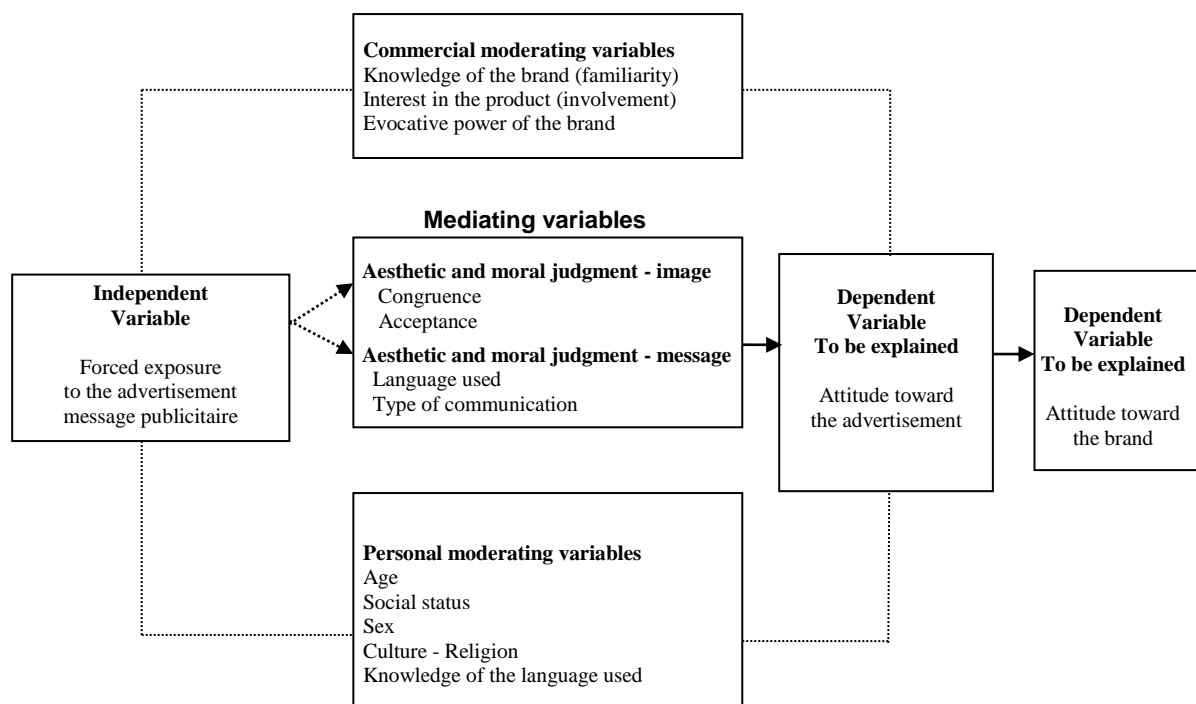 Commercial moderating variables
Knowledge of the brand (familiarity)
Interest in the product (involvement)
Evocative power of the brand
Mediating variables
Independent
Variable
Forced exposure
to the advertisement
message publicitaire
Aesthetic and moral judgment - image
Congruence
Acceptance
Aesthetic and moral judgment - message
Language used
Type of communication
Dependent
Variable
To be explained
Attitude toward
the advertisement
Dependent
Variable
To be explained
Attitude toward
the brand
Personal moderating variables
Age
Social status
Sex
Culture - Religion
Knowledge of the language used